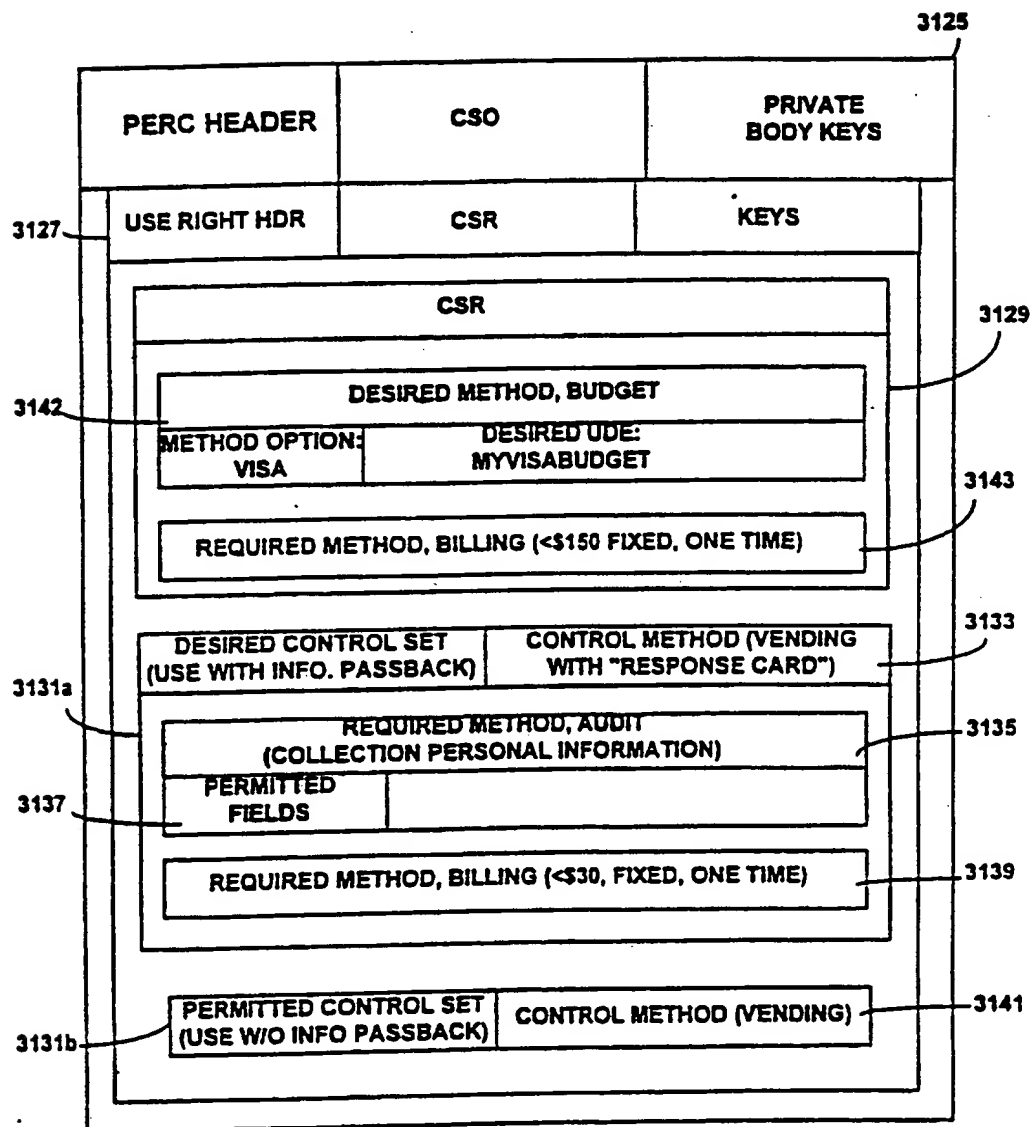 3125
PERC HEADER
CSO
PRIVATE
BODY KEYS
3127
USE RIGHT HDR
CSR
KEYS
CSR
3129
DESIRED METHOD, BUDGET
3142
METHOD OPTION:
VISA
DESIRED UDE:
MYVISABUDGET
3143
REQUIRED METHOD, BILLING (<$150 FIXED, ONE TIME)
3133
DESIRED CONTROL SET
(USE WITH INFO. PASSBACK)
CONTROL METHOD (VENDING
WITH "RESPONSE CARD")
3131a
REQUIRED METHOD, AUDIT
(COLLECTION PERSONAL INFORMATION)
3135
3137
PERMITTED
FIELDS
REQUIRED METHOD, BILLING (<$30, FIXED, ONE TIME)
3139
PERMITTED CONTROL SET
(USE W/O INFO PASSBACK)
CONTROL METHOD (VENDING)
3141
3131b